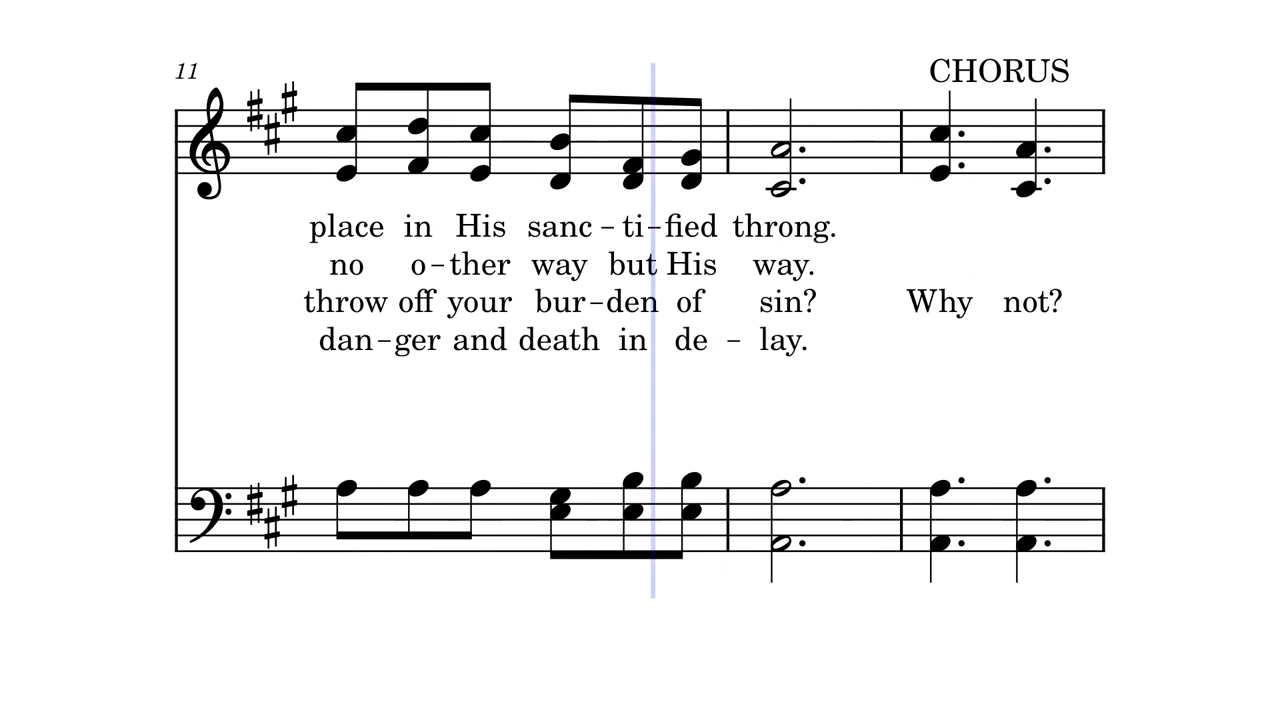 11
CHORUS
place in His sanc – ti – fied throng.
no o – ther way but His way.
throw off your bur – den of sin? Why not?
dan – ger and death in de – lay.